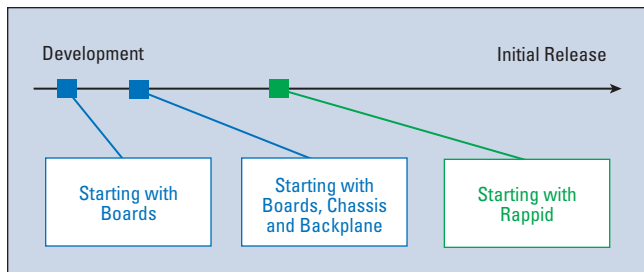 Development
Initial Release
Starting with
Boards
Starting with
Boards, Chassis
and Backplane
Starting with
Rappid